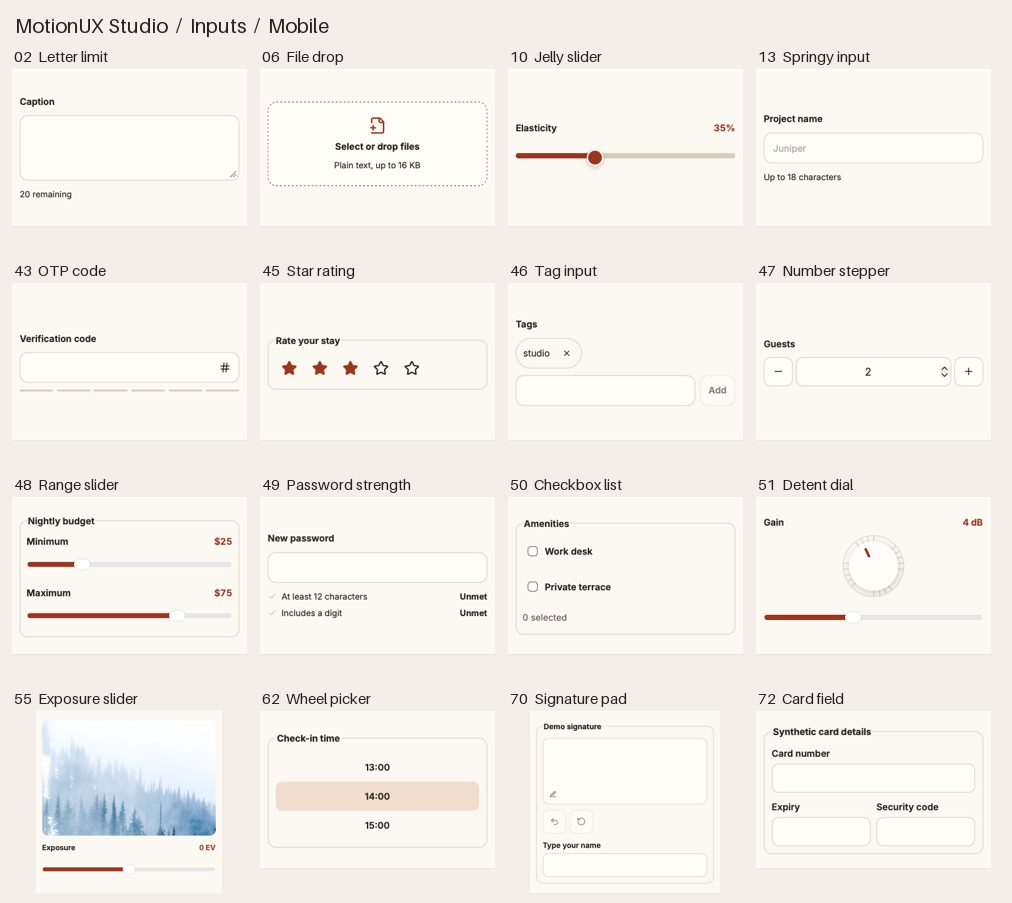 MotionUX Studio / Inputs / Mobile
02 Letter limit
Caption
20 remaining
06 File drop
Select or drop files
Plain text, up to 16 KB
10 Jelly slider
Elasticity 35%
13 Springy input
Project name
Juniper
Up to 18 characters
43 OTP code
Verification code
#
45 Star rating
Rate your stay
46 Tag input
Tags
studio ×
Add
47 Number stepper
Guests
− 2 +
48 Range slider
Nightly budget
Minimum $25
Maximum $75
49 Password strength
New password
At least 12 characters Unmet
Includes a digit Unmet
50 Checkbox list
Amenities
Work desk
Private terrace
0 selected
51 Detent dial
Gain 4 dB
55 Exposure slider
Exposure 0 EV
62 Wheel picker
Check-in time
13:00
14:00
15:00
70 Signature pad
Demo signature
Type your name
72 Card field
Synthetic card details
Card number
Expiry Security code